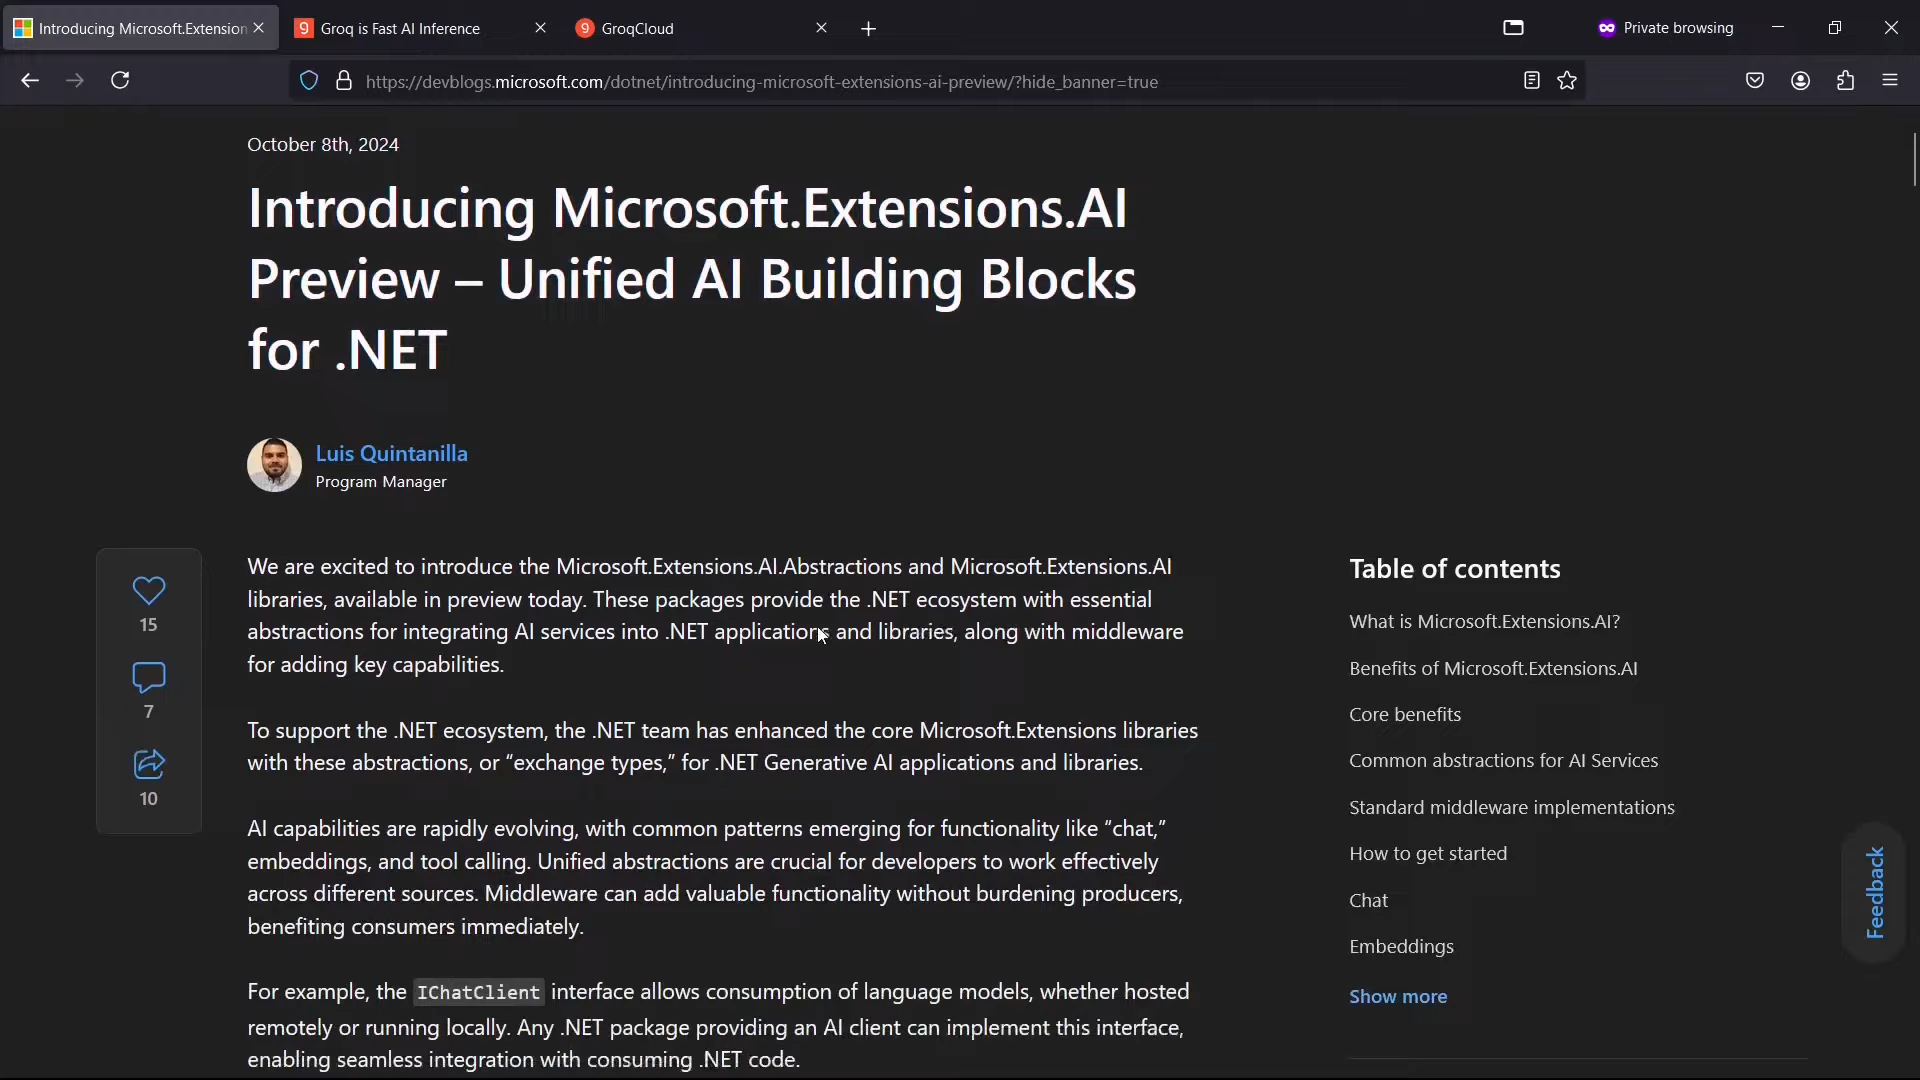 Introducing Microsoft.Extension
Groq is Fast AI Inference
GroqCloud
Private browsing
https://devblogs.microsoft.com/dotnet/introducing-microsoft-extensions-ai-preview/?hide_banner=true
October 8th, 2024
Introducing Microsoft.Extensions.AI
Preview – Unified AI Building Blocks
for .NET
Luis Quintanilla
Program Manager
15
7
10
We are excited to introduce the Microsoft.Extensions.AI.Abstractions and Microsoft.Extensions.AI
libraries, available in preview today. These packages provide the .NET ecosystem with essential
abstractions for integrating AI services into .NET applications and libraries, along with middleware
for adding key capabilities.
To support the .NET ecosystem, the .NET team has enhanced the core Microsoft.Extensions libraries
with these abstractions, or “exchange types,” for .NET Generative AI applications and libraries.
AI capabilities are rapidly evolving, with common patterns emerging for functionality like “chat,”
embeddings, and tool calling. Unified abstractions are crucial for developers to work effectively
across different sources. Middleware can add valuable functionality without burdening producers,
benefiting consumers immediately.
For example, the IChatClient interface allows consumption of language models, whether hosted
remotely or running locally. Any .NET package providing an AI client can implement this interface,
enabling seamless integration with consuming .NET code.
Table of contents
What is Microsoft.Extensions.AI?
Benefits of Microsoft.Extensions.AI
Core benefits
Common abstractions for AI Services
Standard middleware implementations
How to get started
Chat
Embeddings
Show more
Feedback